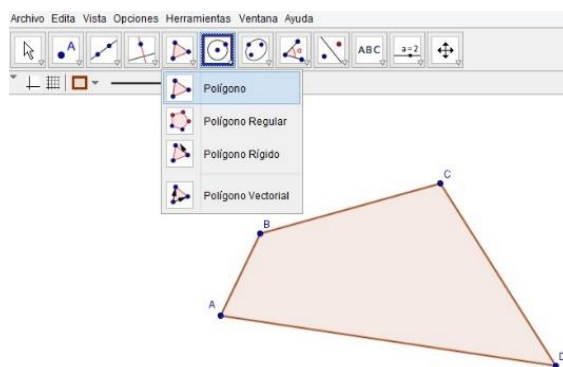 Archivo Edita Vista Opciones Herramientas Ventana Ayuda
A
α
ABC
a=2
Polígono
Polígono Regular
Polígono Rígido
Polígono Vectorial
C
B
A
D